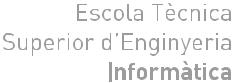 Escola Tècnica
Superior d'Enginyeria
Informàtica